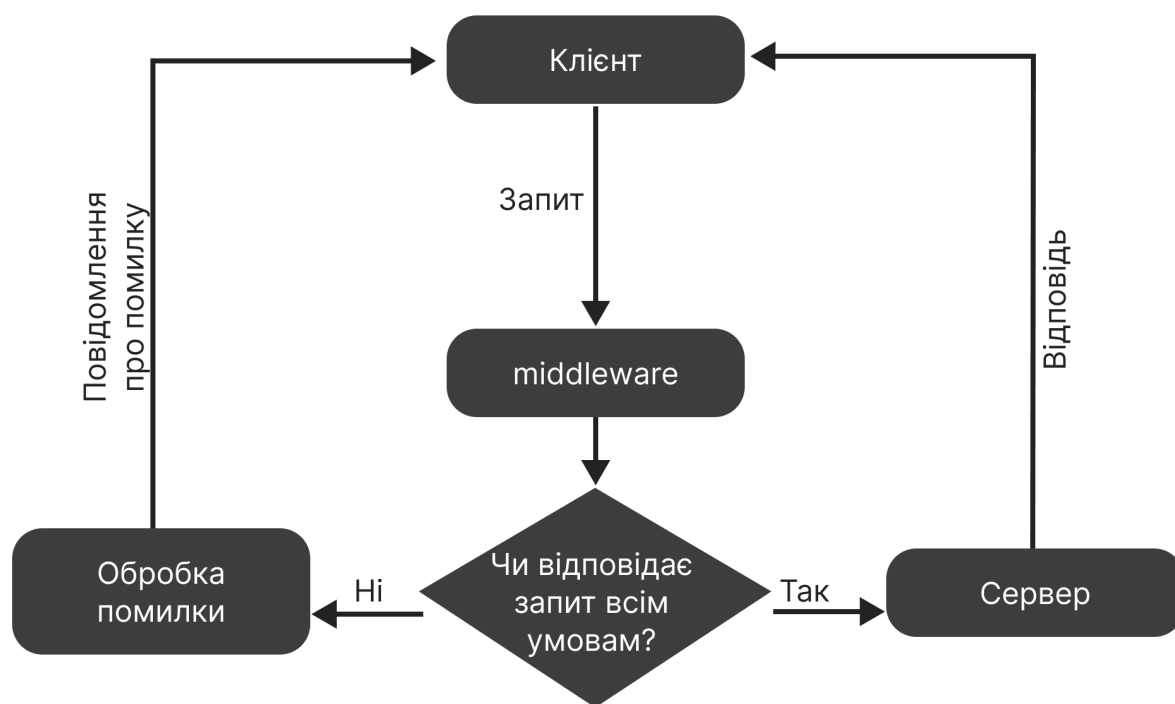 Клієнт
Запит
Повідомлення
про помилку
Відповідь
middleware
Чи відповідає
запит всім
умовам?
Ні
Так
Обробка
помилки
Сервер